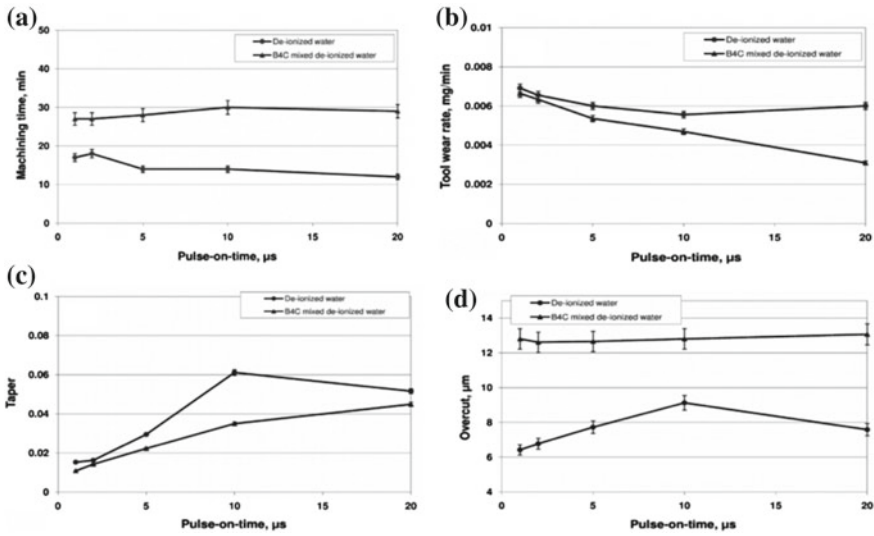 (a)
De-ionized water
B4C mixed de-ionized water
Machining time, min
50
40
30
20
10
0
0 5 10 15 20
Pulse-on-time, µs
(b)
De-ionized water
B4C mixed de-ionized water
Tool wear rate, mg/min
0.01
0.008
0.006
0.004
0.002
0
0 5 10 15 20
Pulse-on-time, µs
(c)
De-ionized water
B4C mixed de-ionized water
Taper
0.1
0.08
0.06
0.04
0.02
0
0 5 10 15 20
Pulse-on-time, µs
(d)
De-ionized water
B4C mixed de-ionized water
Overcut, µm
14
12
10
8
6
4
0 5 10 15 20
Pulse-on-time, µs